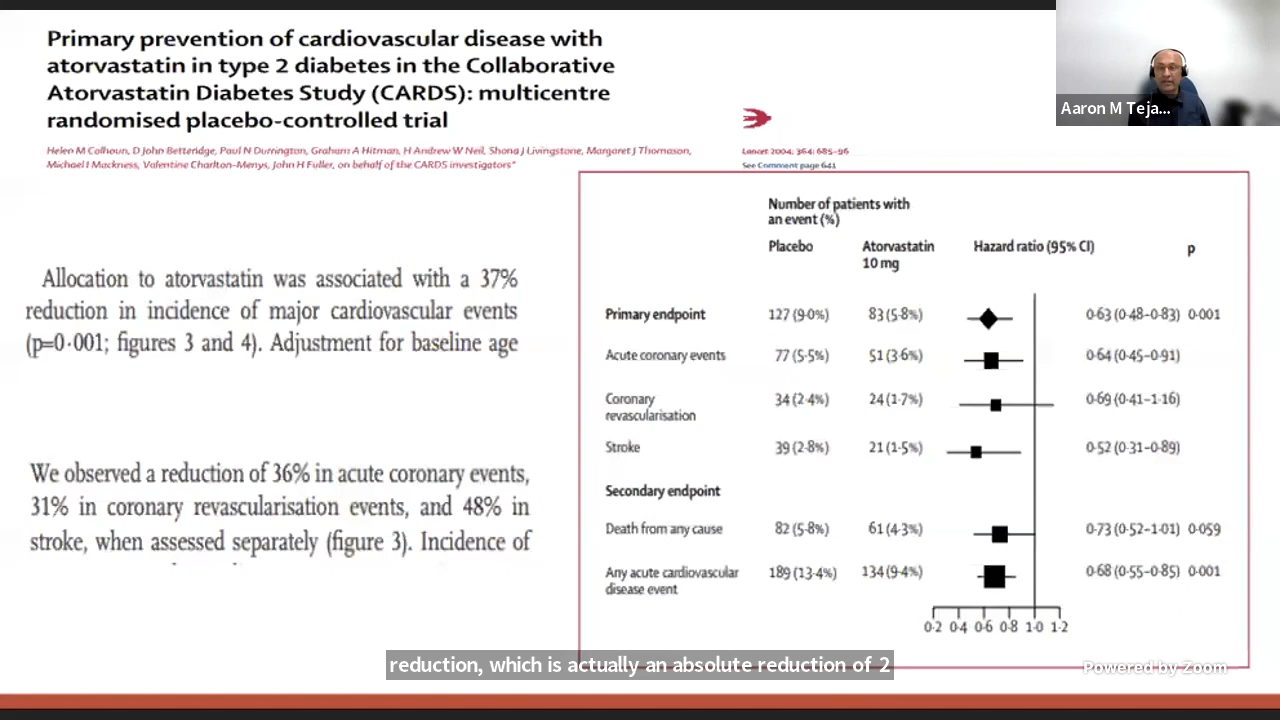 Primary prevention of cardiovascular disease with
atorvastatin in type 2 diabetes in the Collaborative
Atorvastatin Diabetes Study (CARDS): multicentre
randomised placebo-controlled trial
Helen M Colhoun, D John Betteridge, Paul N Durrington, Graham A Hitman, H Andrew W Neil, Shona J Livingstone, Margaret J Thomason,
Michael I Mackness, Valentine Charlton-Menys, John H Fuller, on behalf of the CARDS investigators*
Lancet 2004; 364: 685–96
See Comment page 641
Aaron M Teja...
Allocation to atorvastatin was associated with a 37%
reduction in incidence of major cardiovascular events
(p=0·001; figures 3 and 4). Adjustment for baseline age
We observed a reduction of 36% in acute coronary events,
31% in coronary revascularisation events, and 48% in
stroke, when assessed separately (figure 3). Incidence of
Number of patients with
an event (%)
Placebo Atorvastatin 10 mg Hazard ratio (95% CI) p
Primary endpoint 127 (9·0%) 83 (5·8%) 0·63 (0·48–0·83) 0·001
Acute coronary events 77 (5·5%) 51 (3·6%) 0·64 (0·45–0·91)
Coronary revascularisation 34 (2·4%) 24 (1·7%) 0·69 (0·41–1·16)
Stroke 39 (2·8%) 21 (1·5%) 0·52 (0·31–0·89)
Secondary endpoint
Death from any cause 82 (5·8%) 61 (4·3%) 0·73 (0·52–1·01) 0·059
Any acute cardiovascular disease event 189 (13·4%) 134 (9·4%) 0·68 (0·55–0·85) 0·001
0·2 0·4 0·6 0·8 1·0 1·2
reduction, which is actually an absolute reduction of 2
Powered by Zoom